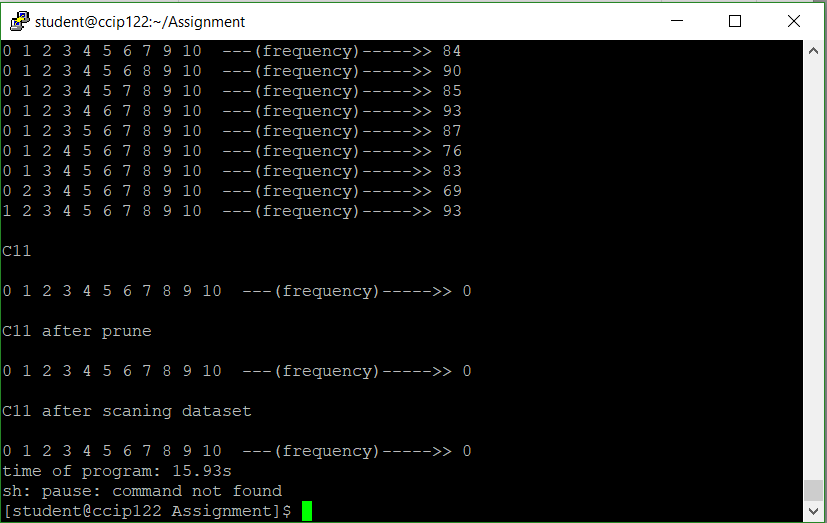 student@ccip122:~/Assignment
0 1 2 3 4 5 6 7 9 10 ---(frequency)----->> 84
0 1 2 3 5 6 8 9 10 ---(frequency)----->> 90
0 1 2 3 4 5 7 8 9 10 ---(frequency)----->> 85
0 1 2 3 4 6 7 8 9 10 ---(frequency)----->> 93
0 1 2 3 5 6 7 8 9 10 ---(frequency)----->> 87
0 1 2 4 5 6 7 8 9 10 ---(frequency)----->> 76
0 1 3 4 5 6 7 8 9 10 ---(frequency)----->> 83
0 2 3 4 5 6 7 8 9 10 ---(frequency)----->> 69
1 2 3 4 5 6 7 8 9 10 ---(frequency)----->> 93
C11
0 1 2 3 4 5 6 7 8 9 10 ---(frequency)----->> 0
C11 after prune
0 1 2 3 4 5 6 7 8 9 10 ---(frequency)----->> 0
C11 after scaning dataset
0 1 2 3 4 5 6 7 8 9 10 ---(frequency)----->> 0
time of program: 15.93s
sh: pause: command not found
[student@ccip122 Assignment]$